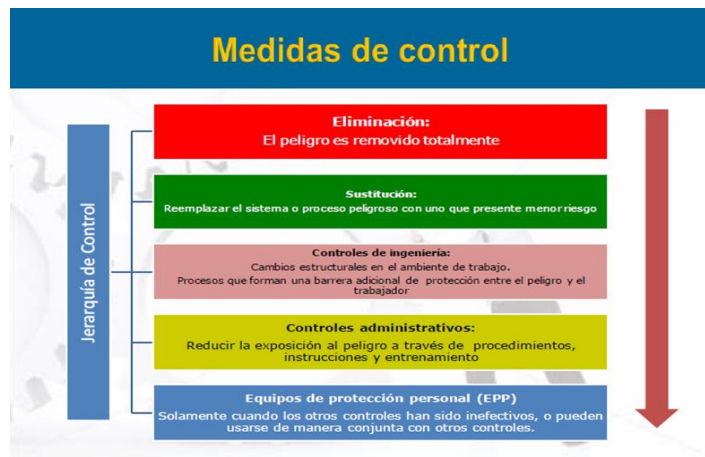 Medidas de control
Jerarquía de Control
Eliminación:
El peligro es removido totalmente
Sustitución:
Reemplazar el sistema o proceso peligroso con uno que presente menor riesgo
Controles de ingeniería:
Cambios estructurales en el ambiente de trabajo.
Procesos que forman una barrera adicional de protección entre el peligro y el
trabajador
Controles administrativos:
Reducir la exposición al peligro a través de procedimientos,
instrucciones y entrenamiento
Equipos de protección personal (EPP)
Solamente cuando los otros controles han sido inefectivos, o pueden
usarse de manera conjunta con otros controles.